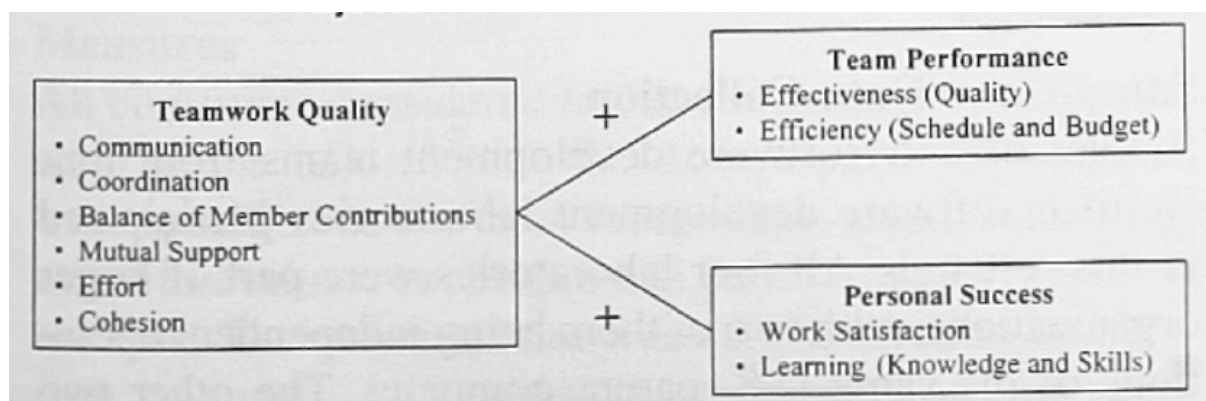 Measures
Teamwork Quality
• Communication
• Coordination
• Balance of Member Contributions
• Mutual Support
• Effort
• Cohesion
+
+
Team Performance
• Effectiveness (Quality)
• Efficiency (Schedule and Budget)
Personal Success
• Work Satisfaction
• Learning (Knowledge and Skills)